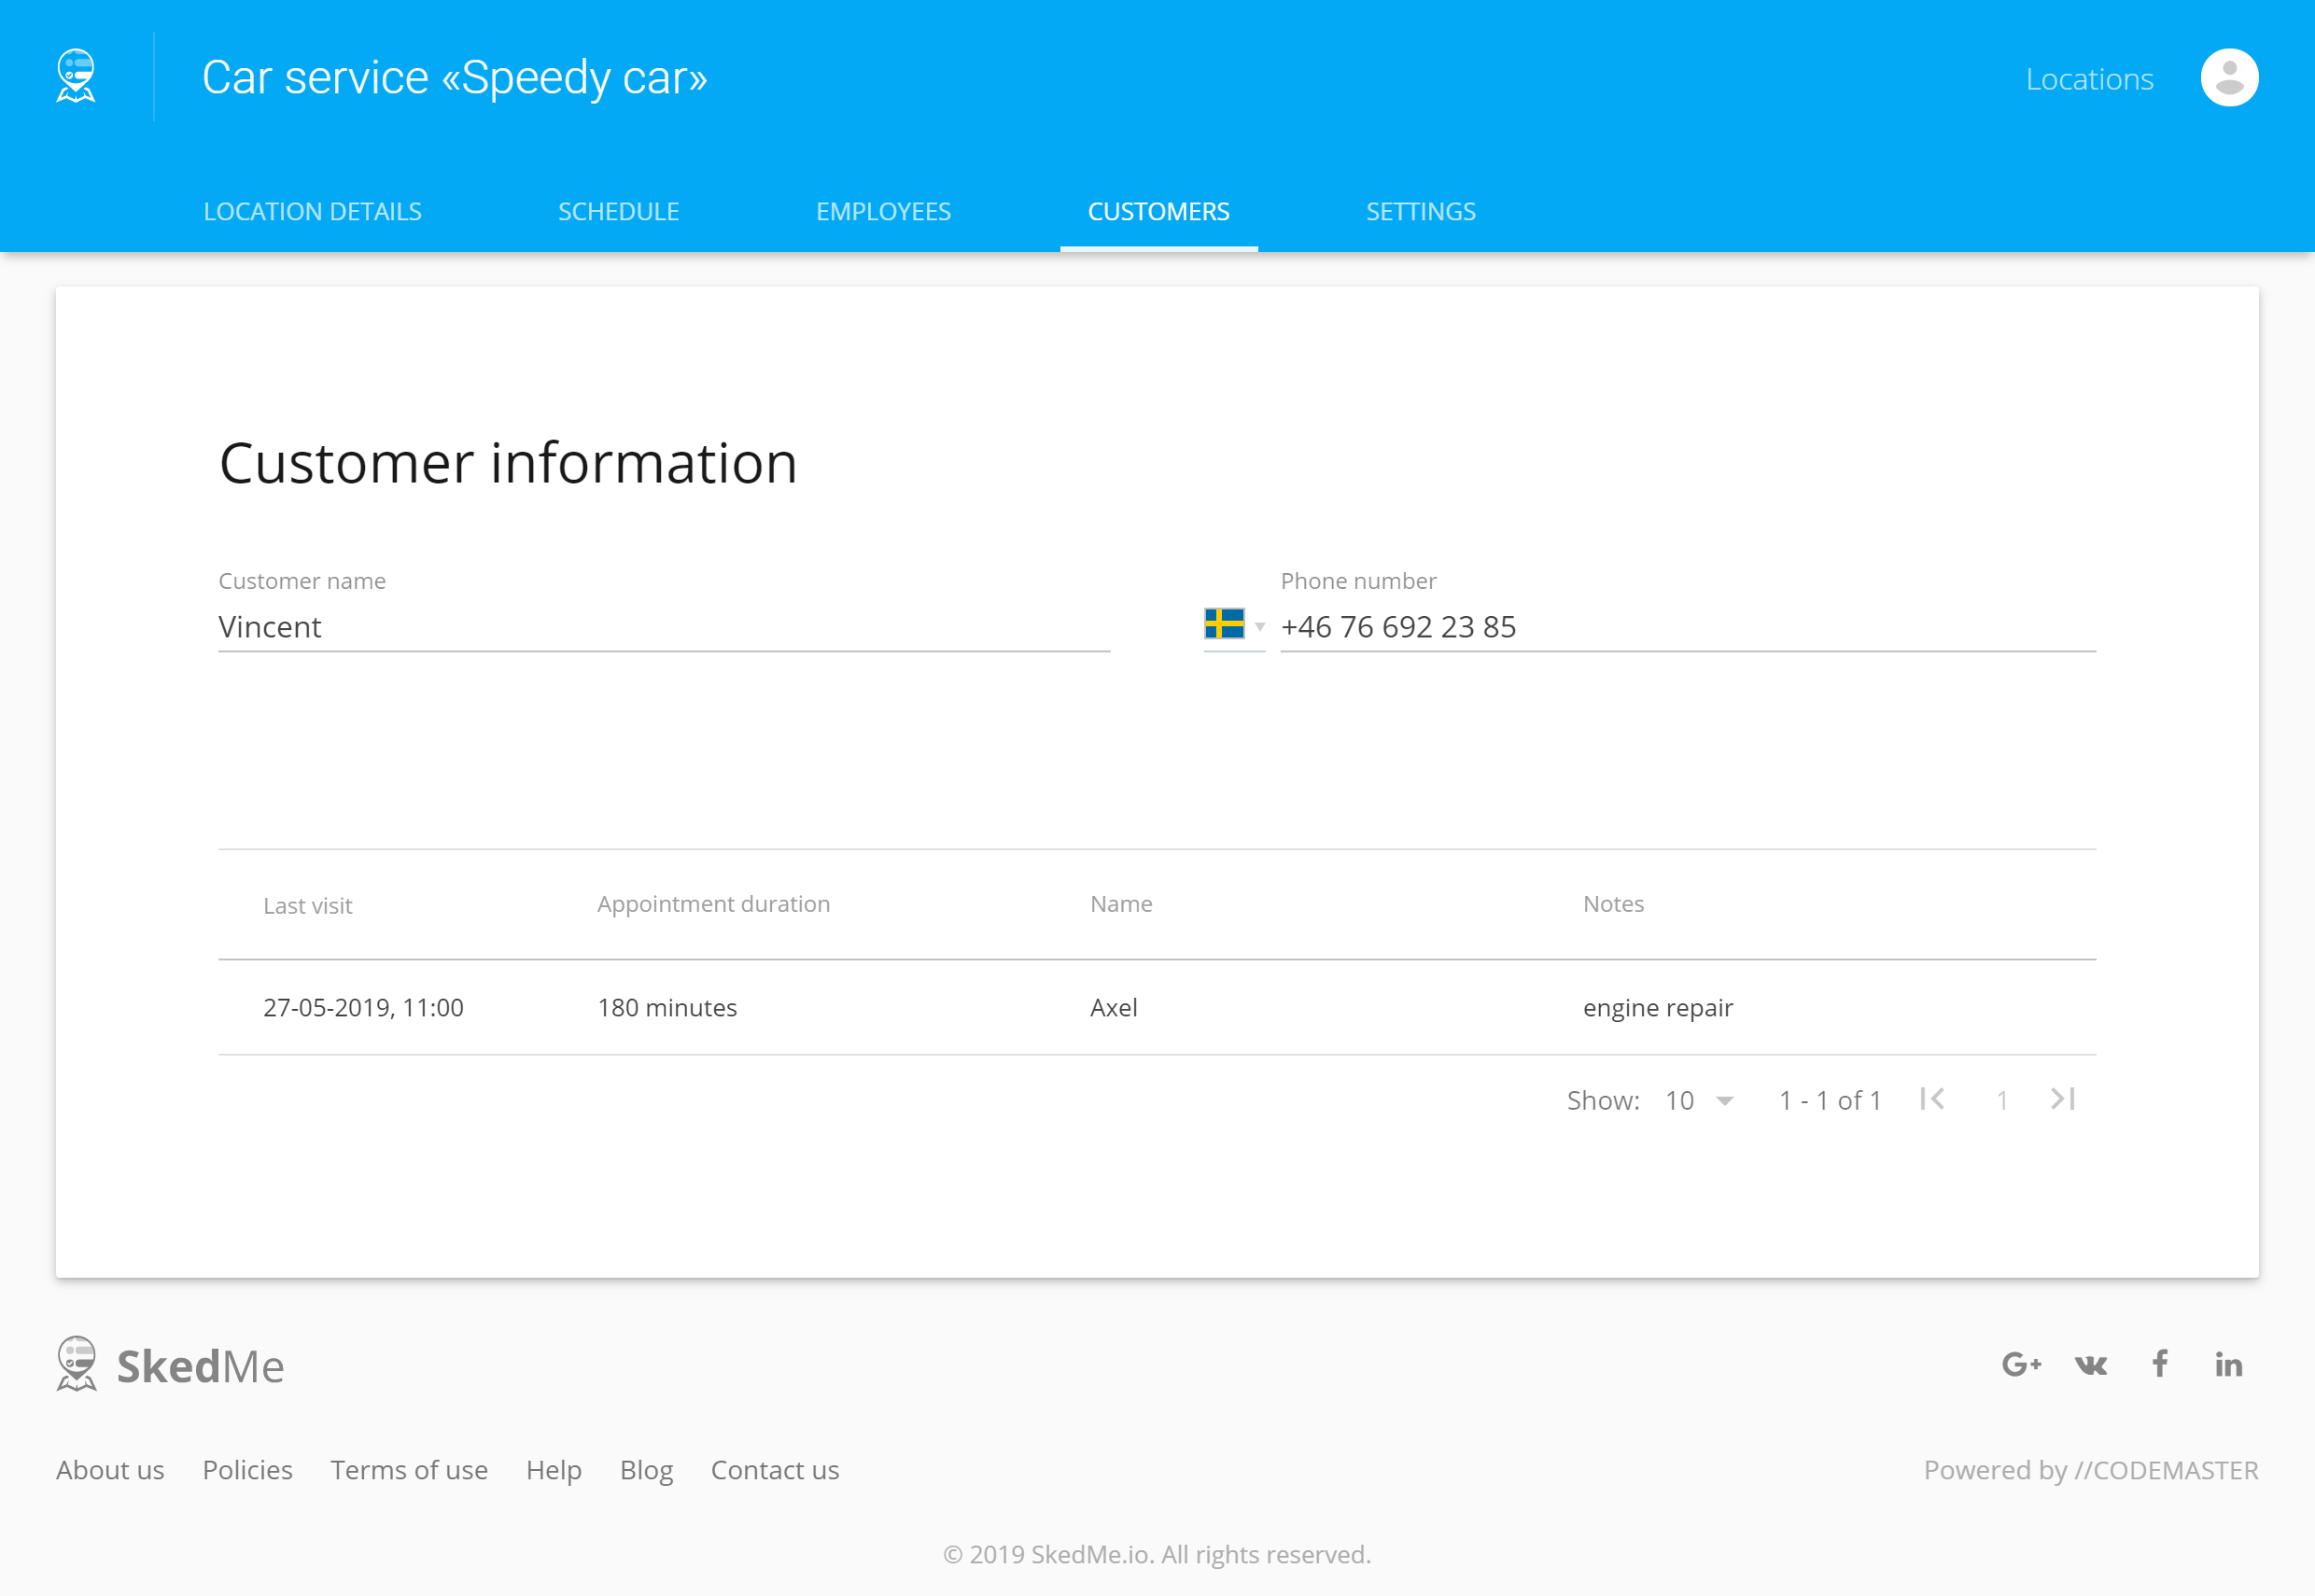 Car service «Speedy car»
Locations
LOCATION DETAILS SCHEDULE EMPLOYEES CUSTOMERS SETTINGS
Customer information
Customer name Phone number
Vincent +46 76 692 23 85
Last visit Appointment duration Name Notes
27-05-2019, 11:00 180 minutes Axel engine repair
Show: 10 1 - 1 of 1 1
SkedMe
G+ f in
About us Policies Terms of use Help Blog Contact us Powered by //CODEMASTER
© 2019 SkedMe.io. All rights reserved.